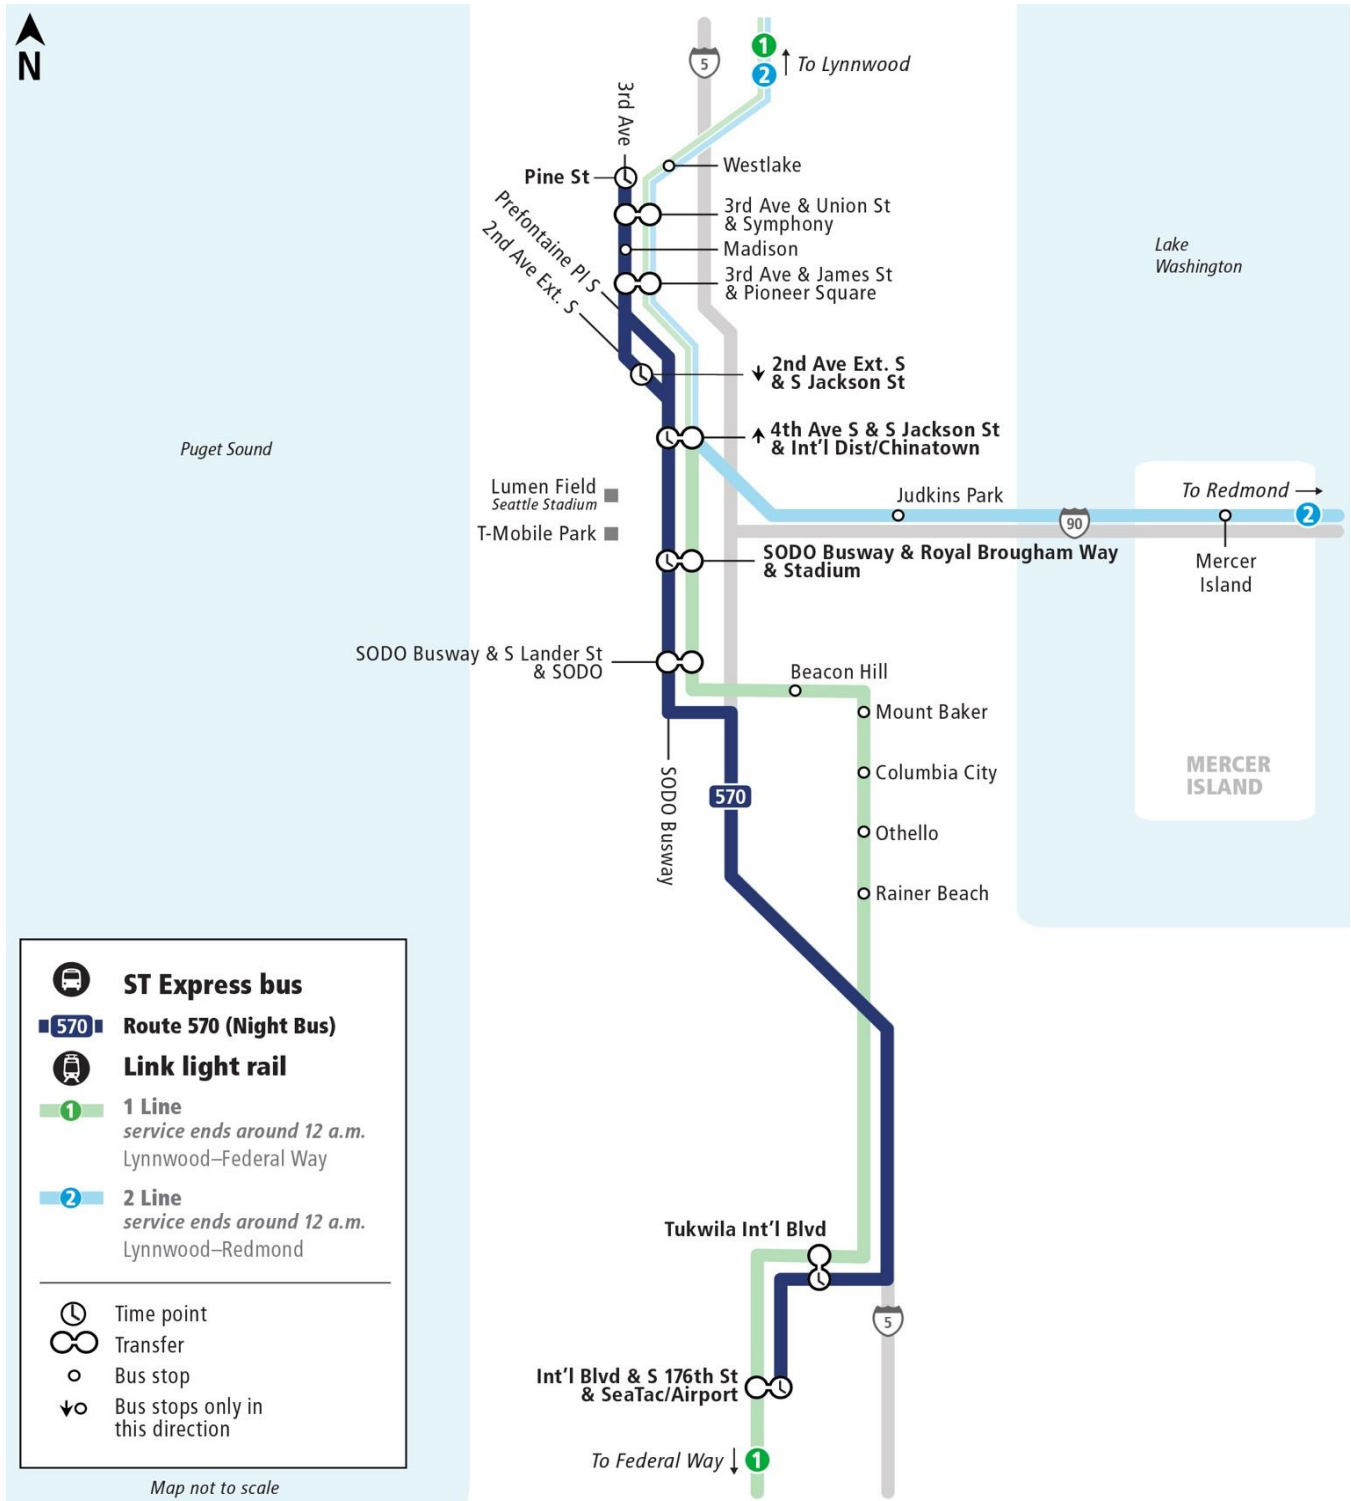 N
5
1
2
To Lynnwood
3rd Ave
Westlake
Pine St
Prefontaine Pl S
2nd Ave Ext. S
3rd Ave & Union St
& Symphony
Madison
3rd Ave & James St
& Pioneer Square
Lake
Washington
2nd Ave Ext. S
& S Jackson St
4th Ave S & S Jackson St
& Int'l Dist/Chinatown
Puget Sound
Lumen Field
Seattle Stadium
T-Mobile Park
Judkins Park
To Redmond
2
90
SODO Busway & Royal Brougham Way
& Stadium
Mercer
Island
SODO Busway & S Lander St
& SODO
Beacon Hill
Mount Baker
Columbia City
MERCER
ISLAND
570
SODO Busway
Othello
Rainer Beach
ST Express bus
570 Route 570 (Night Bus)
Link light rail
1 1 Line
service ends around 12 a.m.
Lynnwood–Federal Way
2 2 Line
service ends around 12 a.m.
Lynnwood–Redmond
Time point
Transfer
Bus stop
Bus stops only in
this direction
Map not to scale
Tukwila Int'l Blvd
5
Int'l Blvd & S 176th St
& SeaTac/Airport
To Federal Way
1